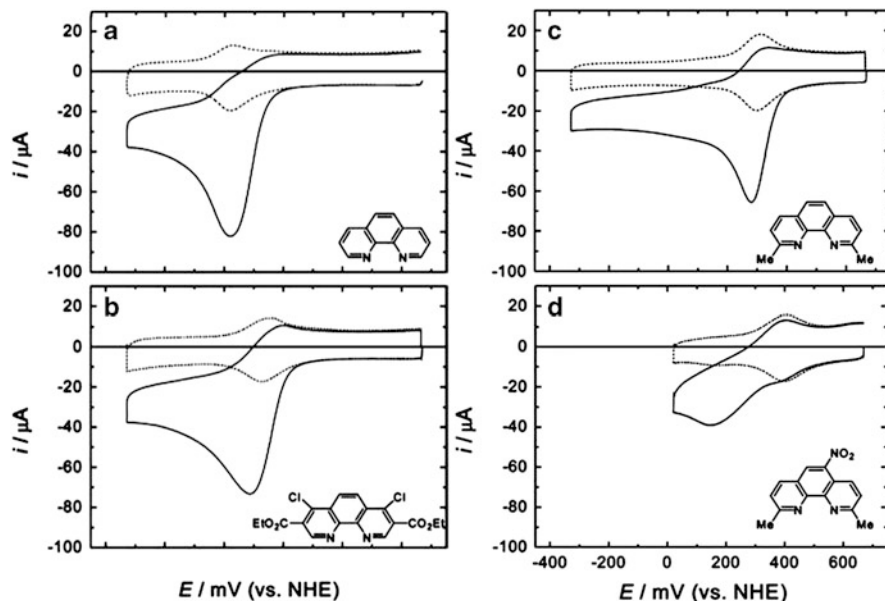 a
20
0
-20
-40
-60
-80
-100
i / μA
N N
b
20
0
-20
-40
-60
-80
-100
i / μA
Cl Cl
EtO₂C CO₂Et
N N
E / mV (vs. NHE)
c
20
0
-20
-40
-60
-80
-100
i / μA
N N
Me Me
d
20
0
-20
-40
-60
-80
-100
i / μA
NO₂
N N
Me Me
-400 -200 0 200 400 600
E / mV (vs. NHE)